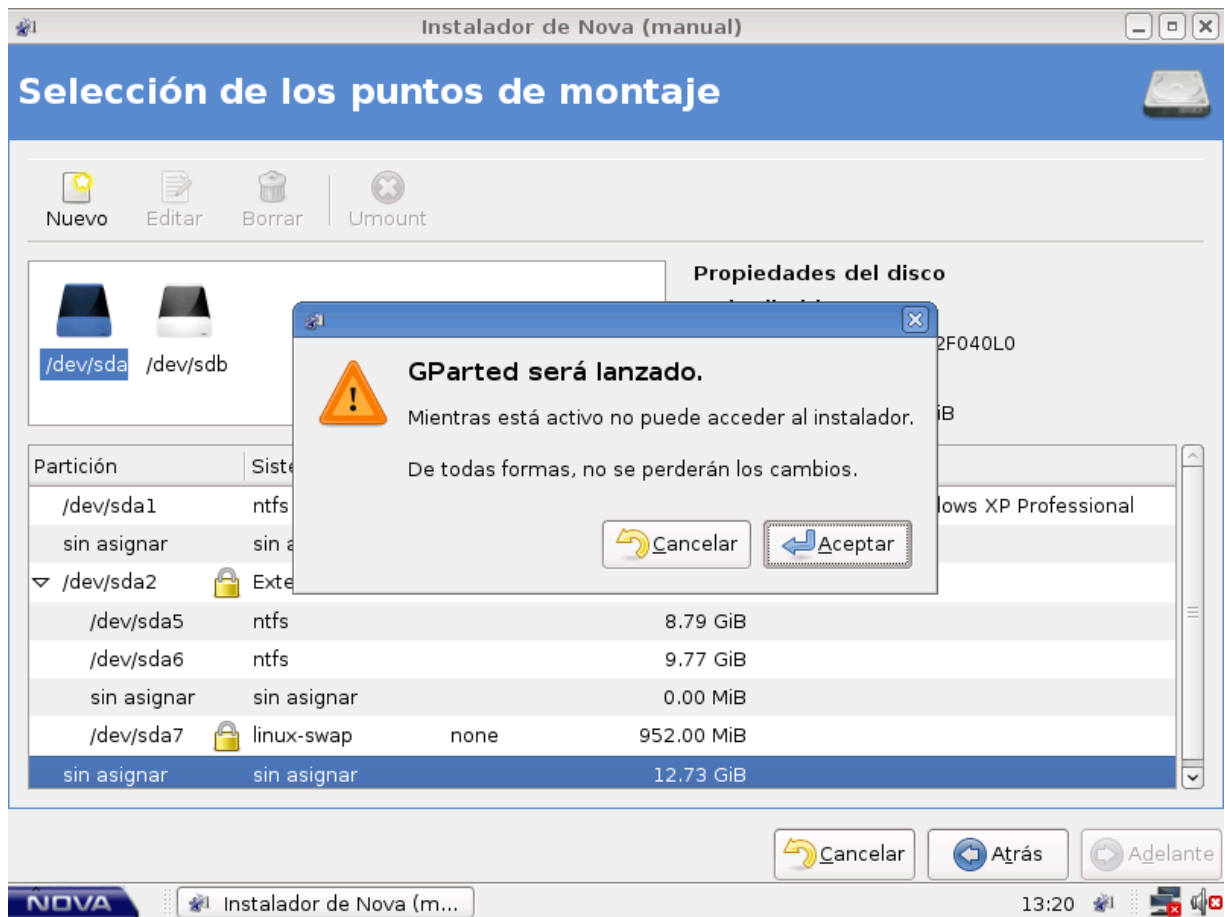 Instalador de Nova (manual)
Selección de los puntos de montaje
Nuevo Editar Borrar Umount
Propiedades del disco
/dev/sda /dev/sdb
2F040L0
iB
GParted será lanzado.
Mientras está activo no puede acceder al instalador.
De todas formas, no se perderán los cambios.
Cancelar Aceptar
Partición Siste
/dev/sda1 ntfs lows XP Professional
sin asignar sin a
/dev/sda2 Exte
/dev/sda5 ntfs 8.79 GiB
/dev/sda6 ntfs 9.77 GiB
sin asignar sin asignar 0.00 MiB
/dev/sda7 linux-swap none 952.00 MiB
sin asignar sin asignar 12.73 GiB
Cancelar Atrás Adelante
NOVA Instalador de Nova (m... 13:20